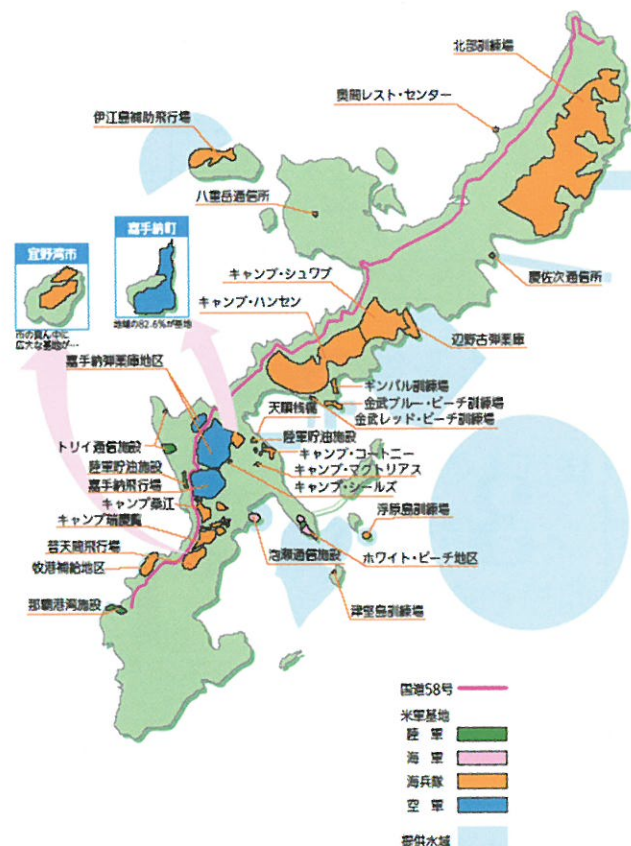 北部訓練場
奥間レスト・センター
伊江島補助飛行場
八重岳通信所
嘉手納町
宜野湾市
キャンプ・シュワブ
慶佐次通信所
キャンプ・ハンセン
地域の82.6%が基地
市の真ん中に
広大な基地が…
辺野古弾薬庫
嘉手納弾薬庫地区
ギンバル訓練場
天願桟橋
金武ブルー・ビーチ訓練場
金武レッド・ビーチ訓練場
トリイ通信施設
陸軍貯油施設
キャンプ・コートニー
陸軍貯油施設
キャンプ・マクトリアス
嘉手納飛行場
キャンプ・シールズ
キャンプ桑江
浮原島訓練場
キャンプ瑞慶覧
普天間飛行場
泡瀬通信施設
ホワイト・ビーチ地区
牧港補給地区
津堅島訓練場
那覇港湾施設
国道58号
米軍基地
陸 軍
海 軍
海兵隊
空 軍
提供水域